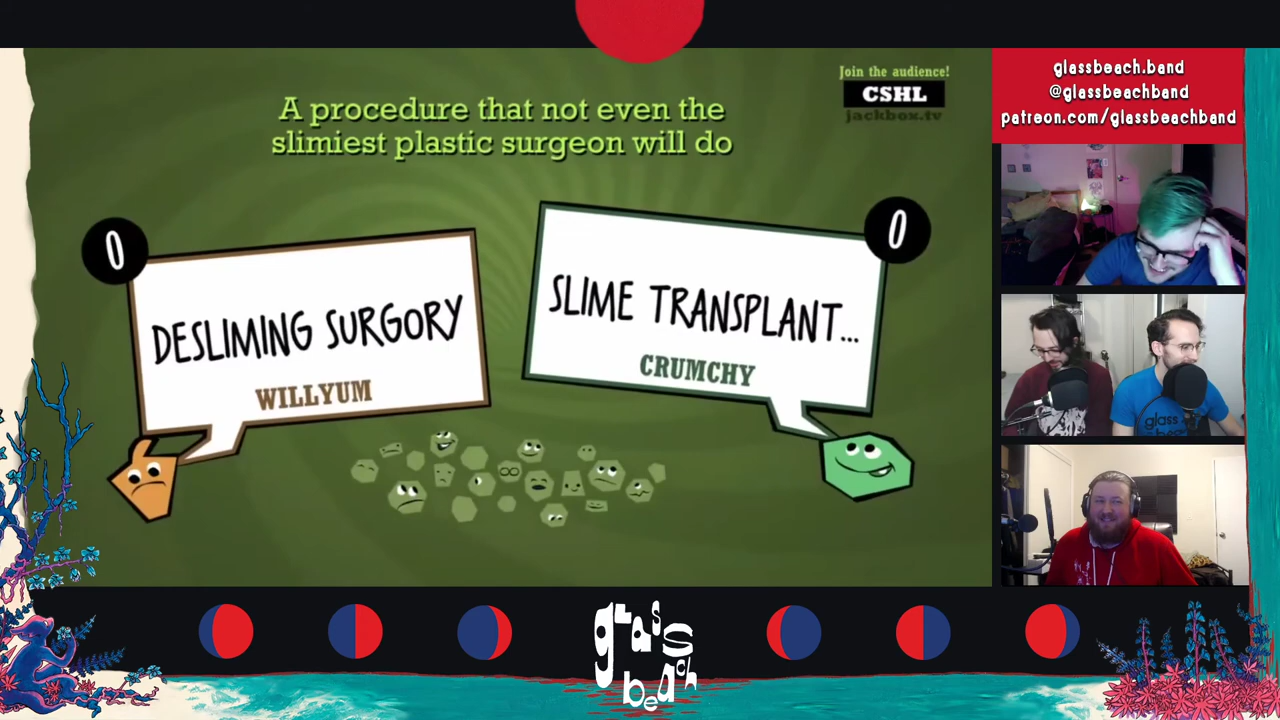 glassbeach.band
@glassbeachband
patreon.com/glassbeachband
Join the audience!
CSHL
jackbox.tv
A procedure that not even the
slimiest plastic surgeon will do
0
0
DESLIMING SURGORY
WILLYUM
SLIME TRANSPLANT...
CRUMCHY
glass
glass
beach